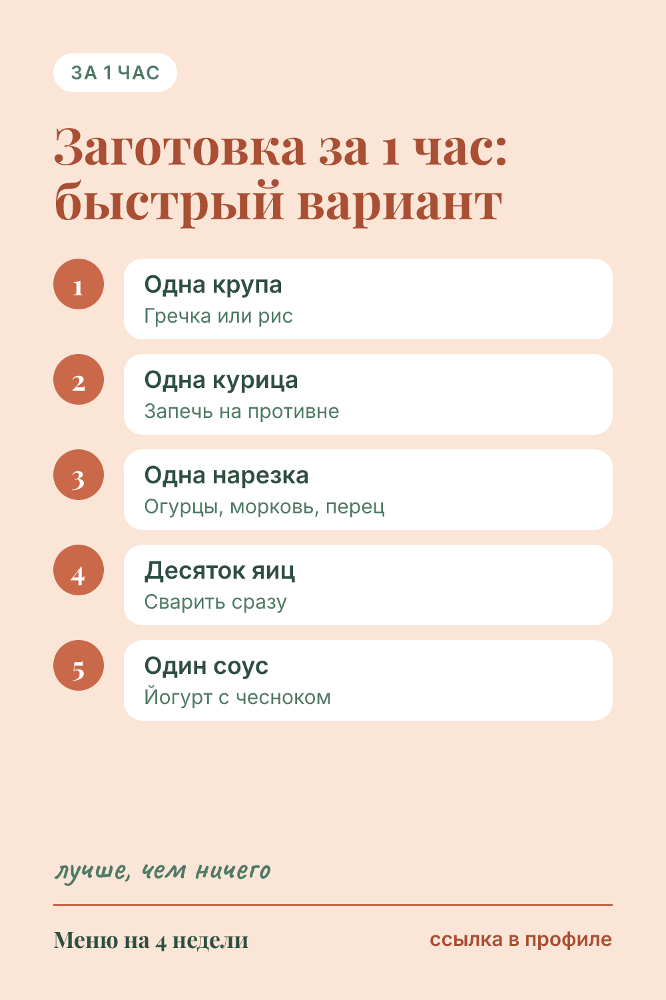 ЗА 1 ЧАС
Заготовка за 1 час:
быстрый вариант
1
Одна крупа
Гречка или рис
2
Одна курица
Запечь на противне
3
Одна нарезка
Огурцы, морковь, перец
4
Десяток яиц
Сварить сразу
5
Один соус
Йогурт с чесноком
лучше, чем ничего
Меню на 4 недели
ссылка в профиле